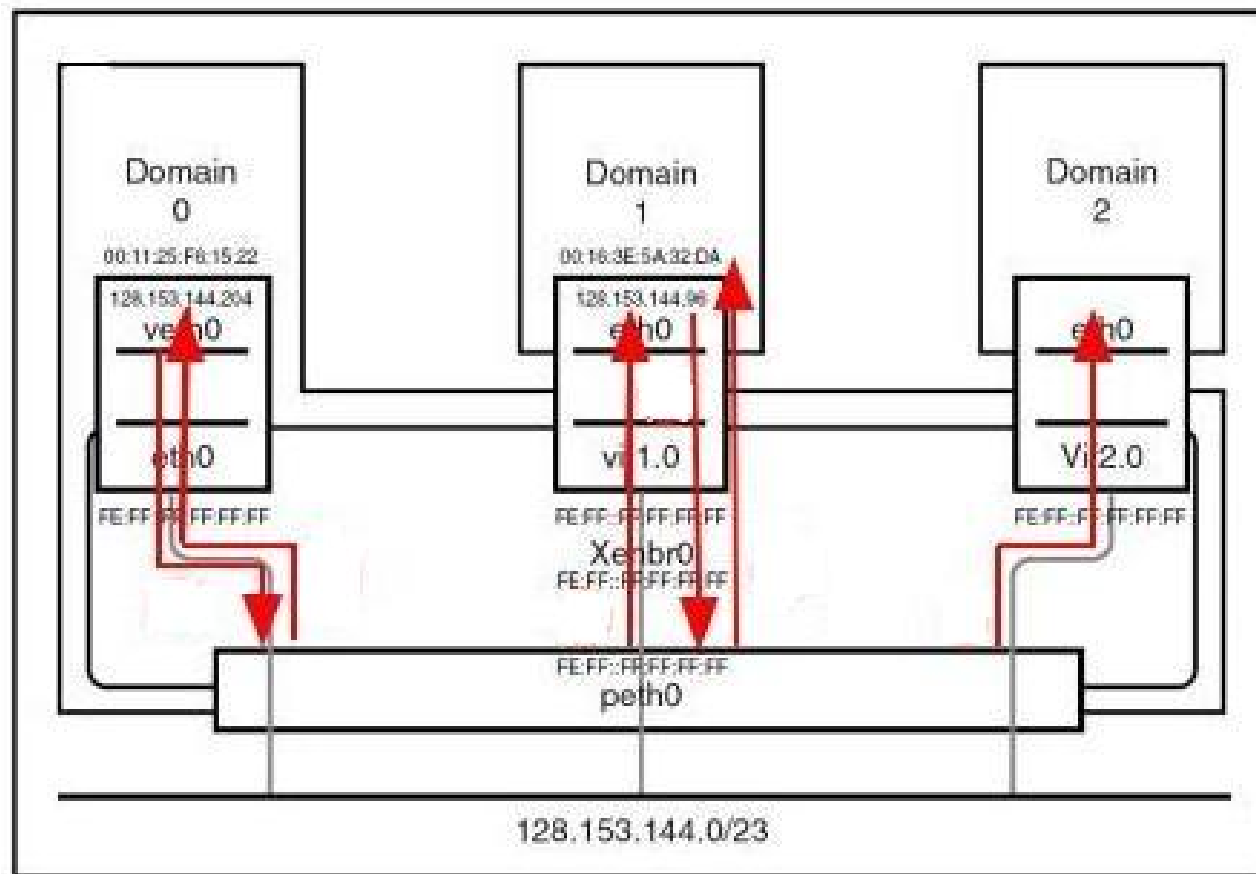 Domain
0
00:11:25:F6:15:22
128.153.144.204
veth0
eth0
FE:FF::FF:FF:FF:FF
Domain
1
00:16:3E:5A:32:DA
128.153.144.96
eth0
vif1.0
FE:FF::FF:FF:FF:FF
Xenbr0
FE:FF::FF:FF:FF:FF
Domain
2
eth0
Vif2.0
FE:FF::FF:FF:FF:FF
FE:FF::FF:FF:FF:FF
peth0
128.153.144.0/23